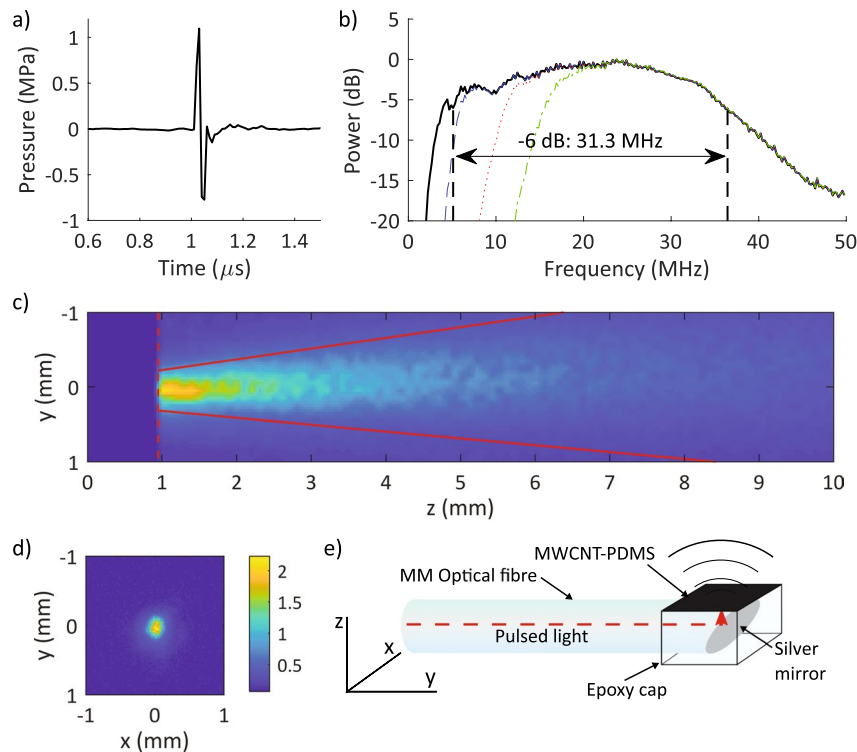 a)
Pressure (MPa)
1
0.5
0
-0.5
-1
0.6 0.8 1 1.2 1.4
Time (μs)
b)
Power (dB)
5
0
-5
-10
-15
-20
-6 dB: 31.3 MHz
0 10 20 30 40 50
Frequency (MHz)
c)
y (mm)
-1
0
1
0 1 2 3 4 5 6 7 8 9 10
z (mm)
d)
y (mm)
-1
0
1
-1 0 1
x (mm)
2
1.5
1
0.5
e)
MWCNT-PDMS
MM Optical fibre
Pulsed light
Silver
mirror
Epoxy cap
z
x
y